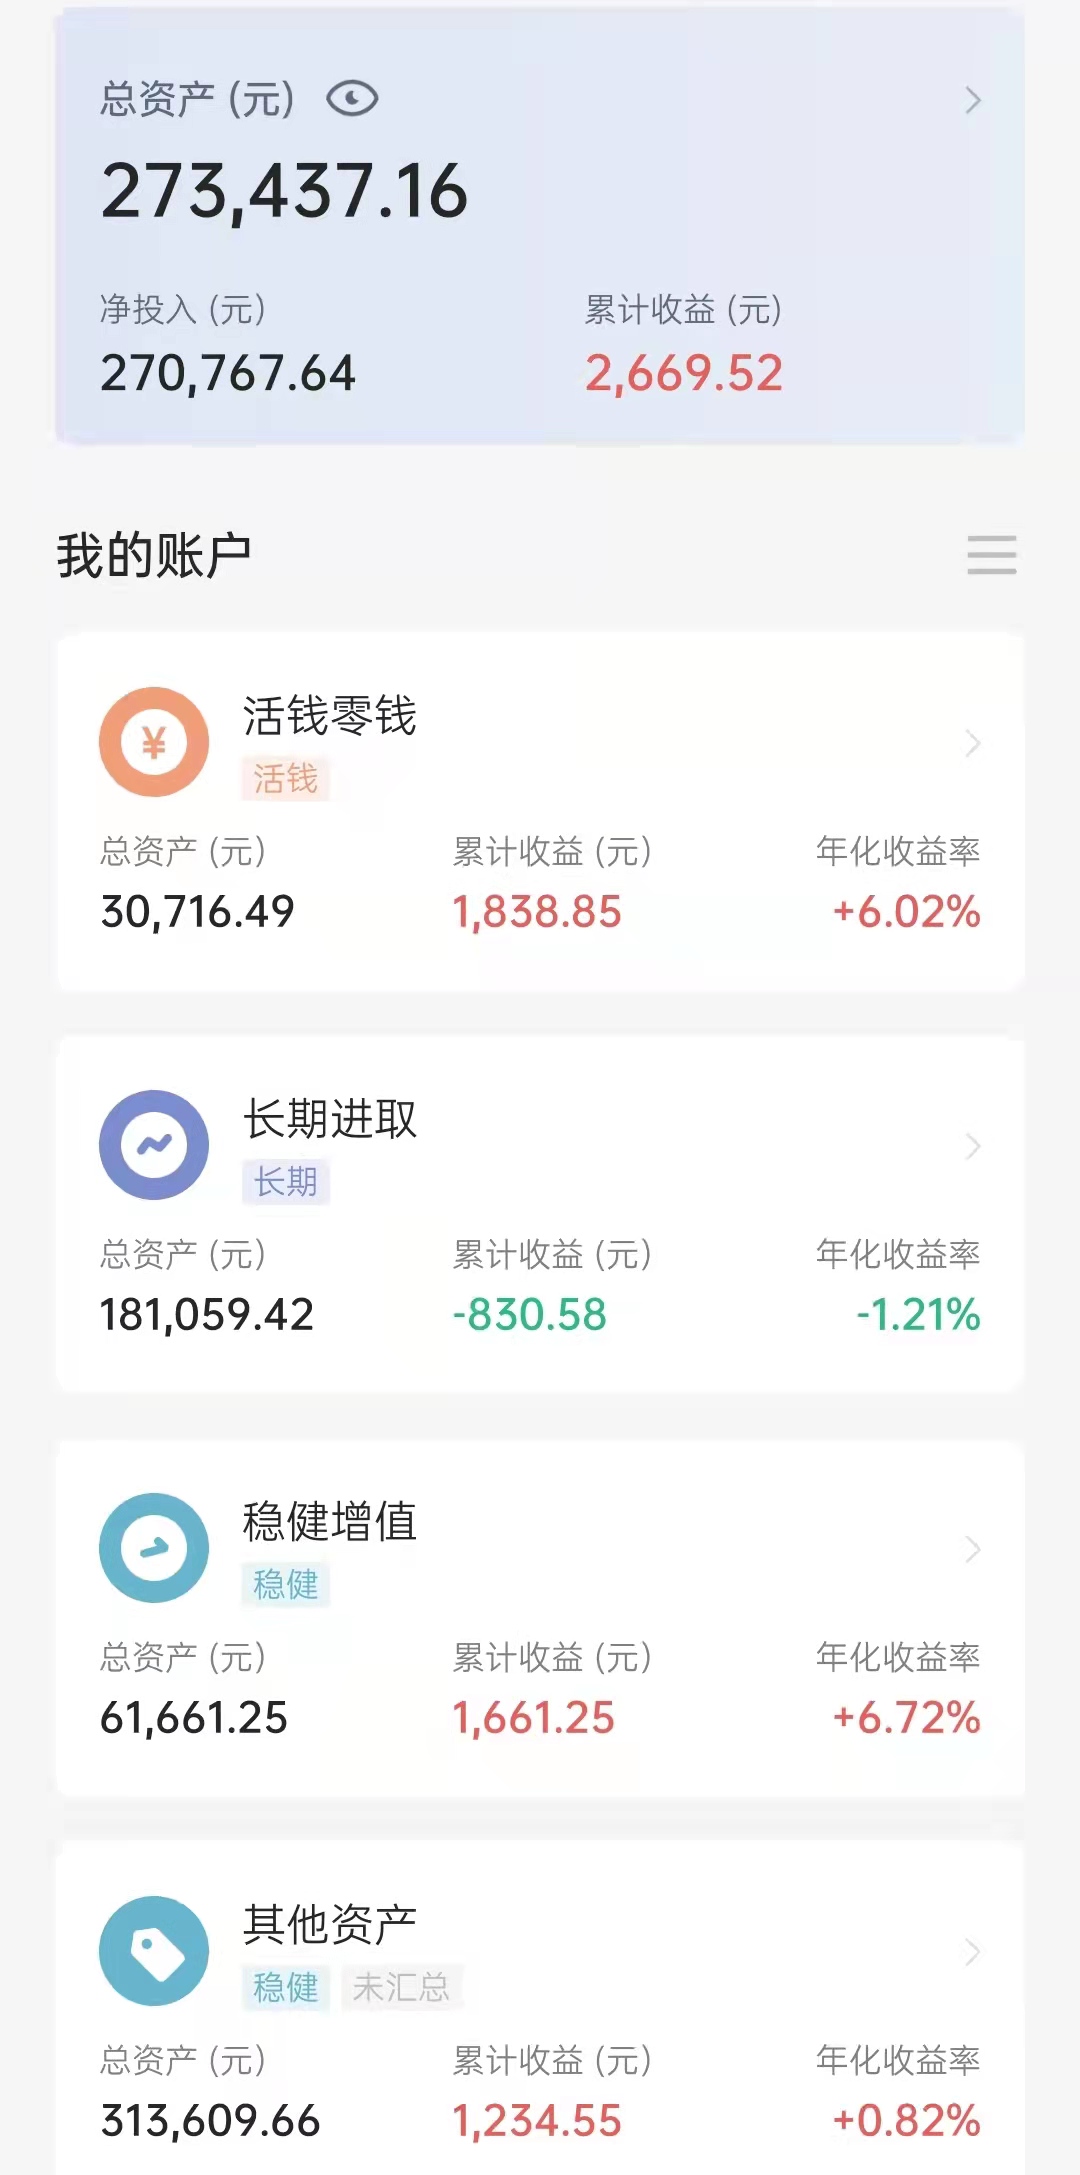 总资产 (元)
273,437.16
净投入 (元) 累计收益 (元)
270,767.64 2,669.52
我的账户
¥ 活钱零钱
活钱
总资产 (元) 累计收益 (元) 年化收益率
30,716.49 1,838.85 +6.02%
长期进取
长期
总资产 (元) 累计收益 (元) 年化收益率
181,059.42 -830.58 -1.21%
稳健增值
稳健
总资产 (元) 累计收益 (元) 年化收益率
61,661.25 1,661.25 +6.72%
其他资产
稳健 未汇总
总资产 (元) 累计收益 (元) 年化收益率
313,609.66 1,234.55 +0.82%